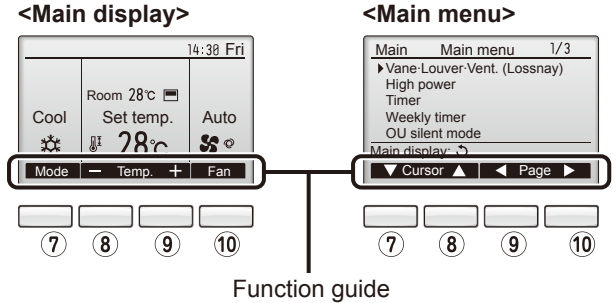 <Main display>
14:30 Fri
Room 28°C
Cool
Set temp.
Auto
28°C
Mode − Temp. + Fan
7 8 9 10
<Main menu>
Main Main menu 1/3
▶Vane·Louver·Vent. (Lossnay)
High power
Timer
Weekly timer
OU silent mode
Main display:
▼ Cursor ▲ ◀ Page ▶
7 8 9 10
Function guide